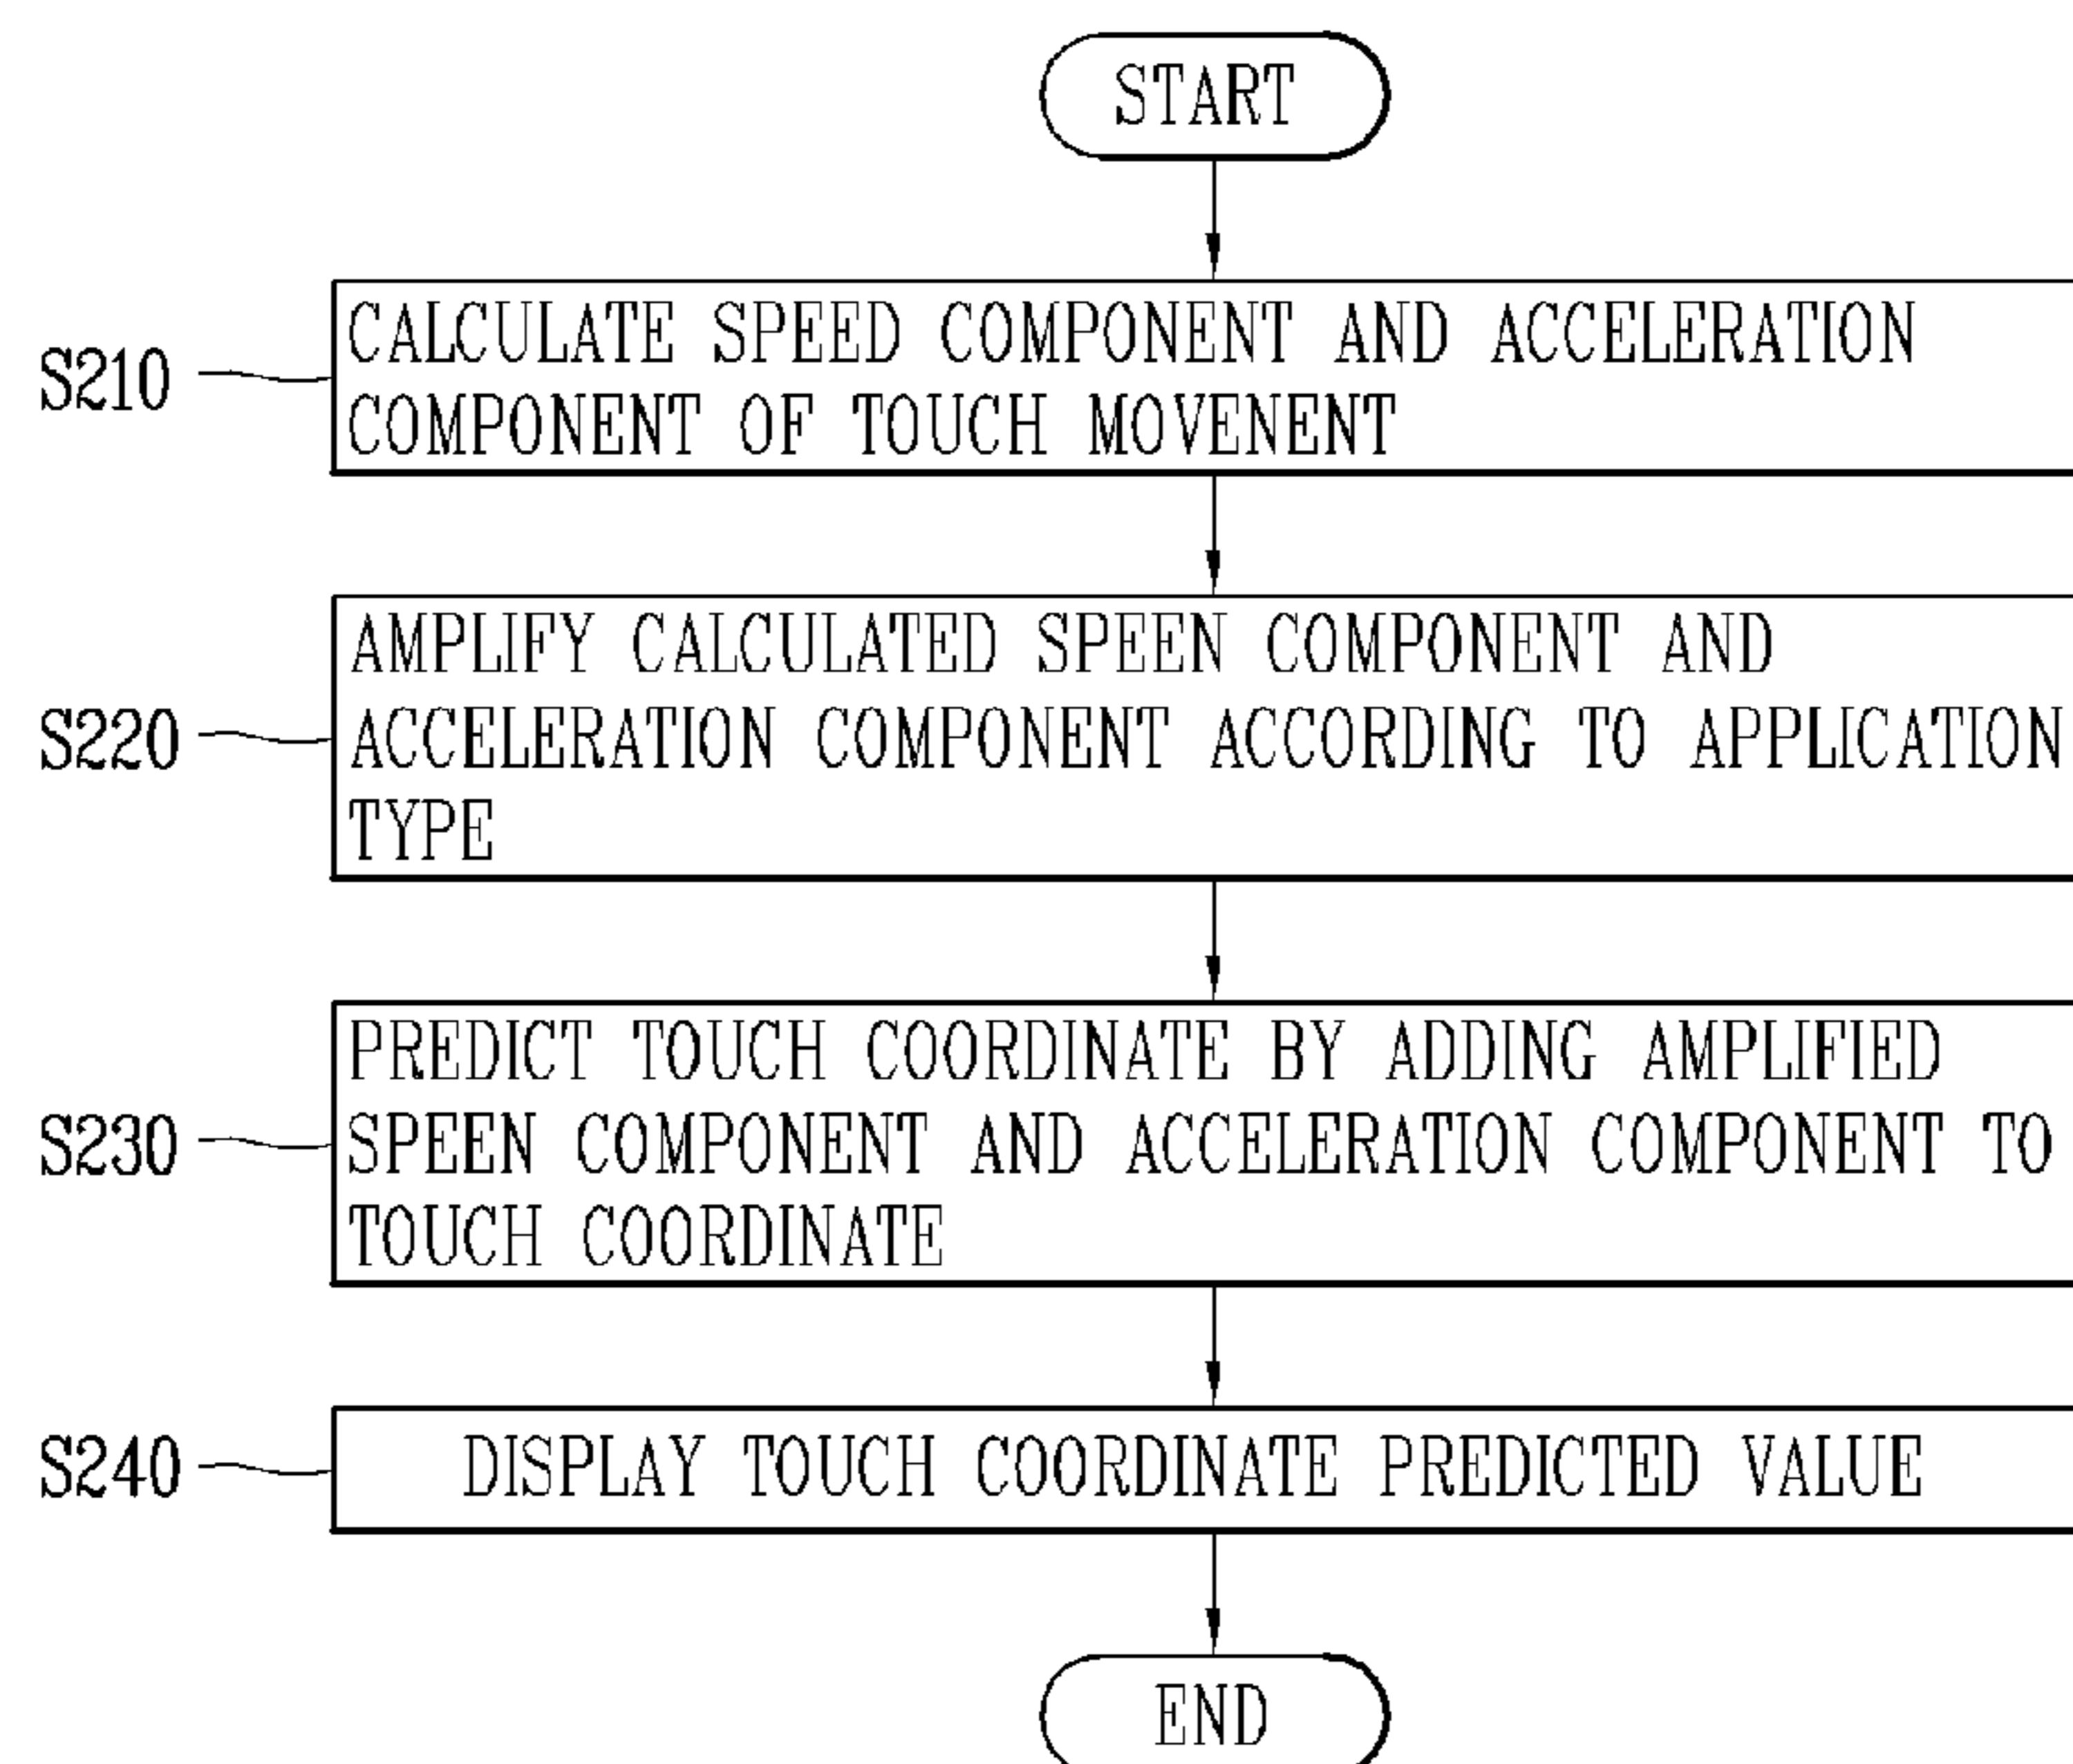 START
S210
CALCULATE SPEED COMPONENT AND ACCELERATION
COMPONENT OF TOUCH MOVENENT
S220
AMPLIFY CALCULATED SPEEN COMPONENT AND
ACCELERATION COMPONENT ACCORDING TO APPLICATION
TYPE
S230
PREDICT TOUCH COORDINATE BY ADDING AMPLIFIED
SPEEN COMPONENT AND ACCELERATION COMPONENT TO
TOUCH COORDINATE
S240
DISPLAY TOUCH COORDINATE PREDICTED VALUE
END